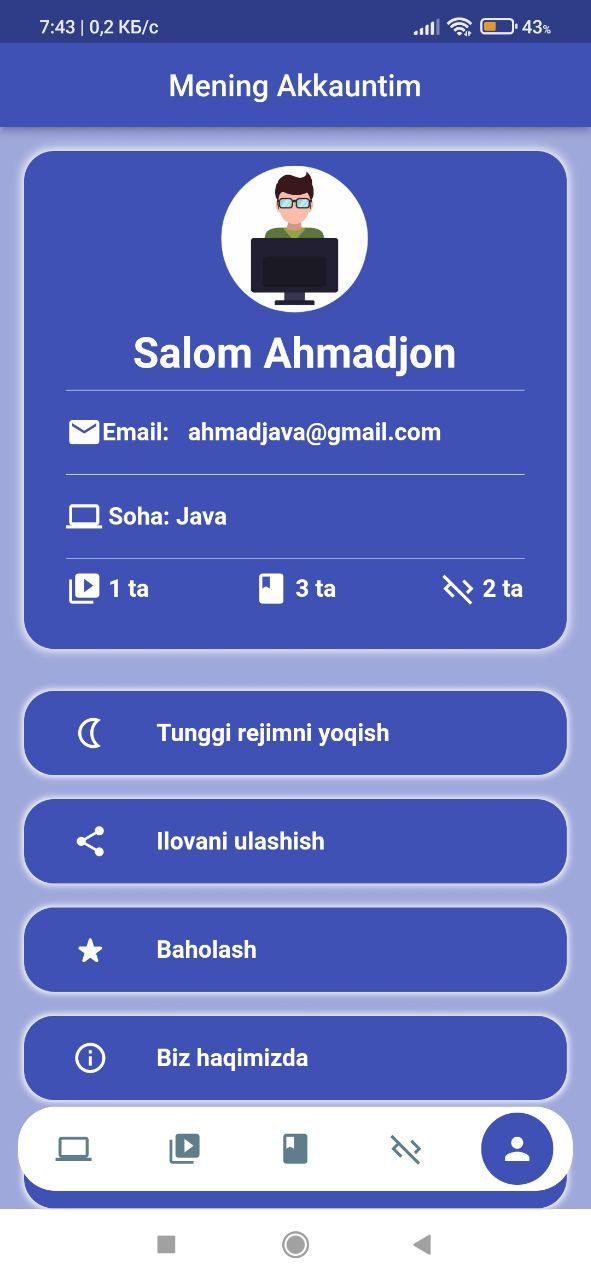 7:43 | 0,2 КБ/с 43%
Mening Akkauntim
Salom Ahmadjon
Email: ahmadjava@gmail.com
Soha: Java
1 ta 3 ta 2 ta
Tunggi rejimni yoqish
Ilovani ulashish
Baholash
Biz haqimizda